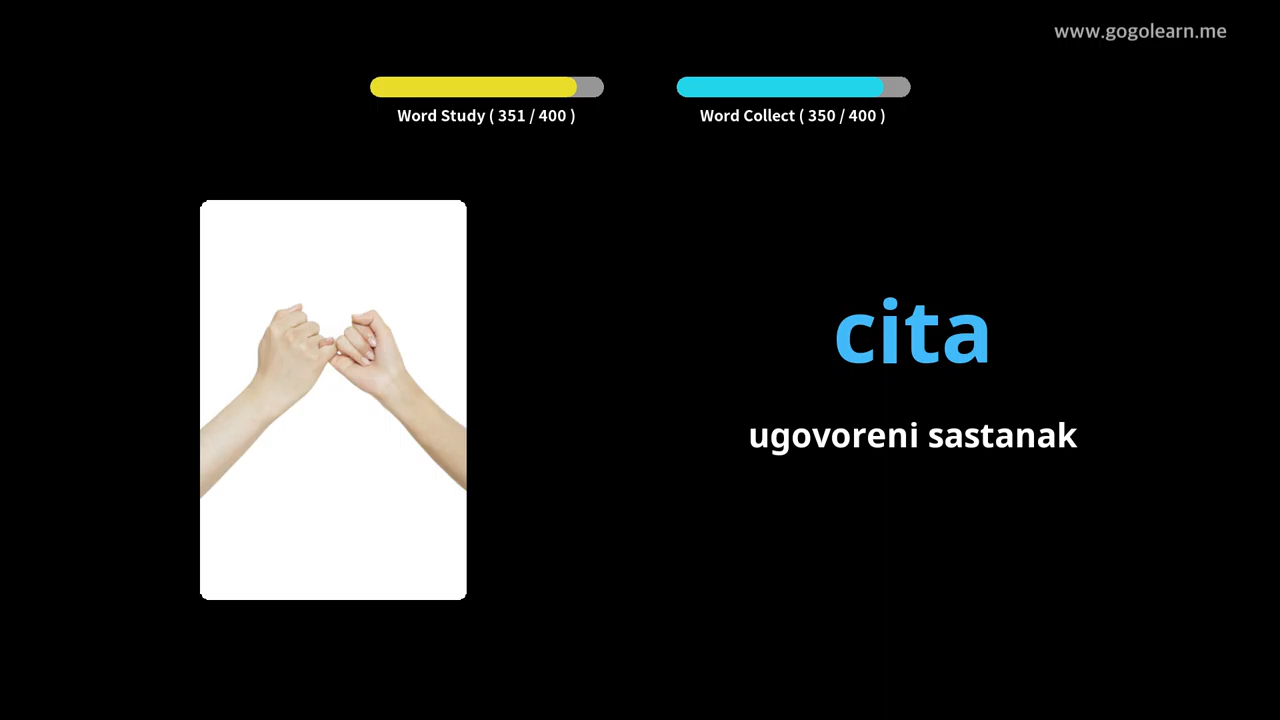 www.gogolearn.me
Word Study ( 351 / 400 )
Word Collect ( 350 / 400 )
cita
ugovoreni sastanak